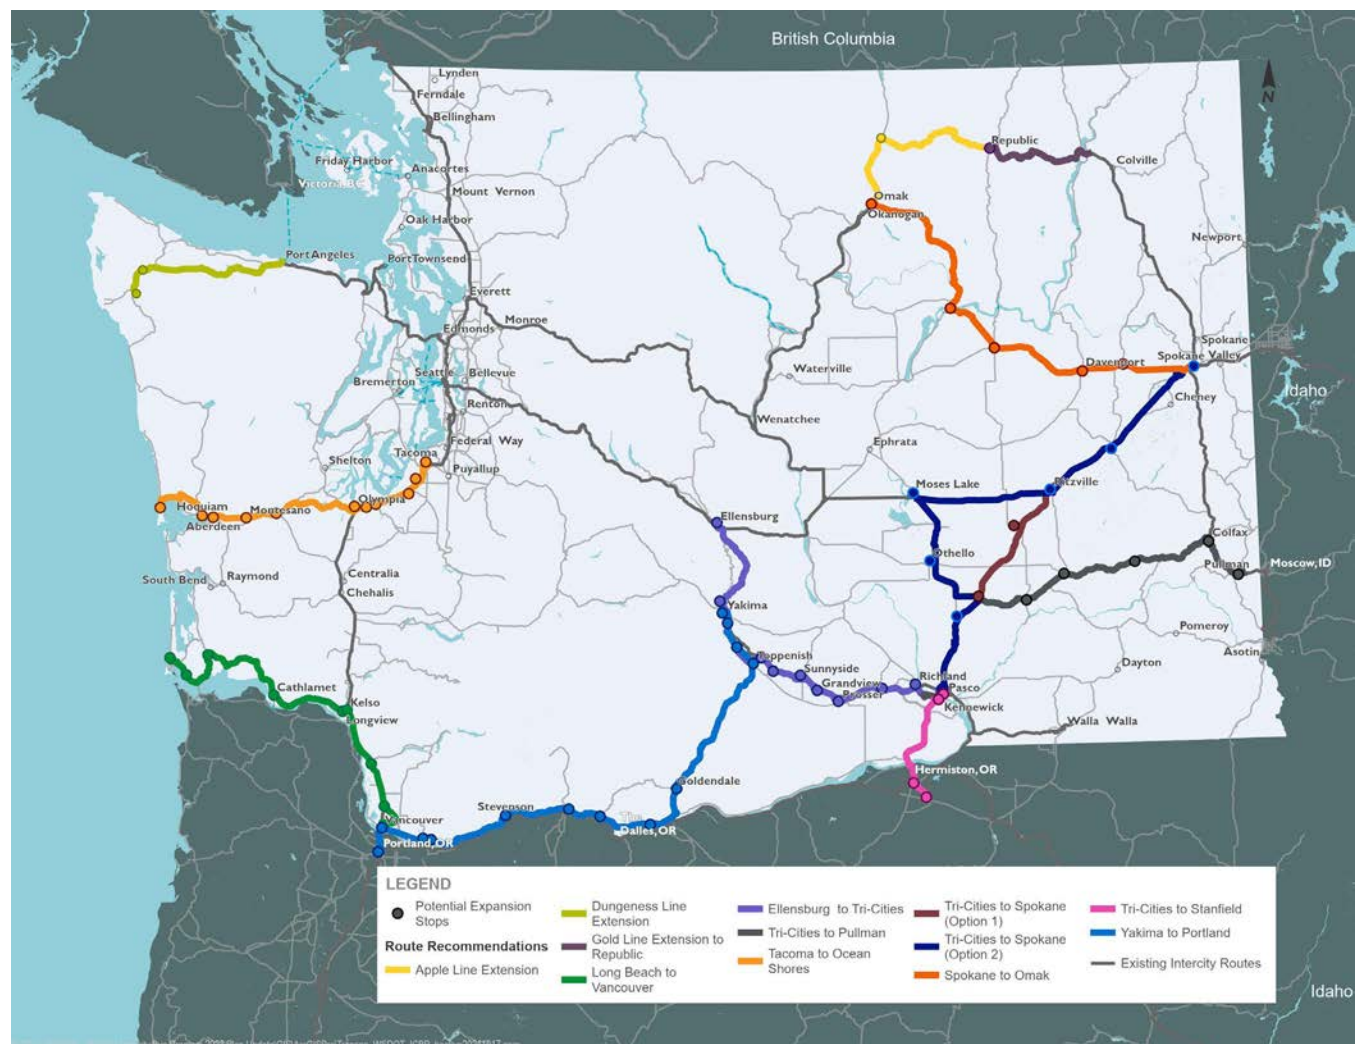 British Columbia
N
Lynden
Ferndale
Bellingham
Friday Harbor
Anacortes
Victoria, BC
Mount Vernon
Oak Harbor
Republic
Colville
Omak
Okanogan
Newport
Port Angeles
Port Townsend
Everett
Monroe
Edmonds
Seattle
Bellevue
Bremerton
Renton
Waterville
Davenport
Spokane
Spokane Valley
Idaho
Cheney
Wenatchee
Federal Way
Tacoma
Puyallup
Shelton
Ephrata
Moses Lake
Ritzville
Olympia
Hoquiam
Montesano
Aberdeen
Ellensburg
Othello
Colfax
Pullman
Moscow, ID
South Bend
Raymond
Centralia
Chehalis
Yakima
Pomeroy
Asotin
Toppenish
Sunnyside
Grandview
Prosser
Richland
Pasco
Kennewick
Dayton
Walla Walla
Cathlamet
Kelso
Longview
Hermiston, OR
Goldendale
Stevenson
The
Dalles, OR
Vancouver
Portland, OR
LEGEND
Potential Expansion
Stops
Route Recommendations
Apple Line Extension
Dungeness Line
Extension
Gold Line Extension to
Republic
Long Beach to
Vancouver
Ellensburg to Tri-Cities
Tri-Cities to Pullman
Tacoma to Ocean
Shores
Tri-Cities to Spokane
(Option 1)
Tri-Cities to Spokane
(Option 2)
Spokane to Omak
Tri-Cities to Stanfield
Yakima to Portland
Existing Intercity Routes
Idaho